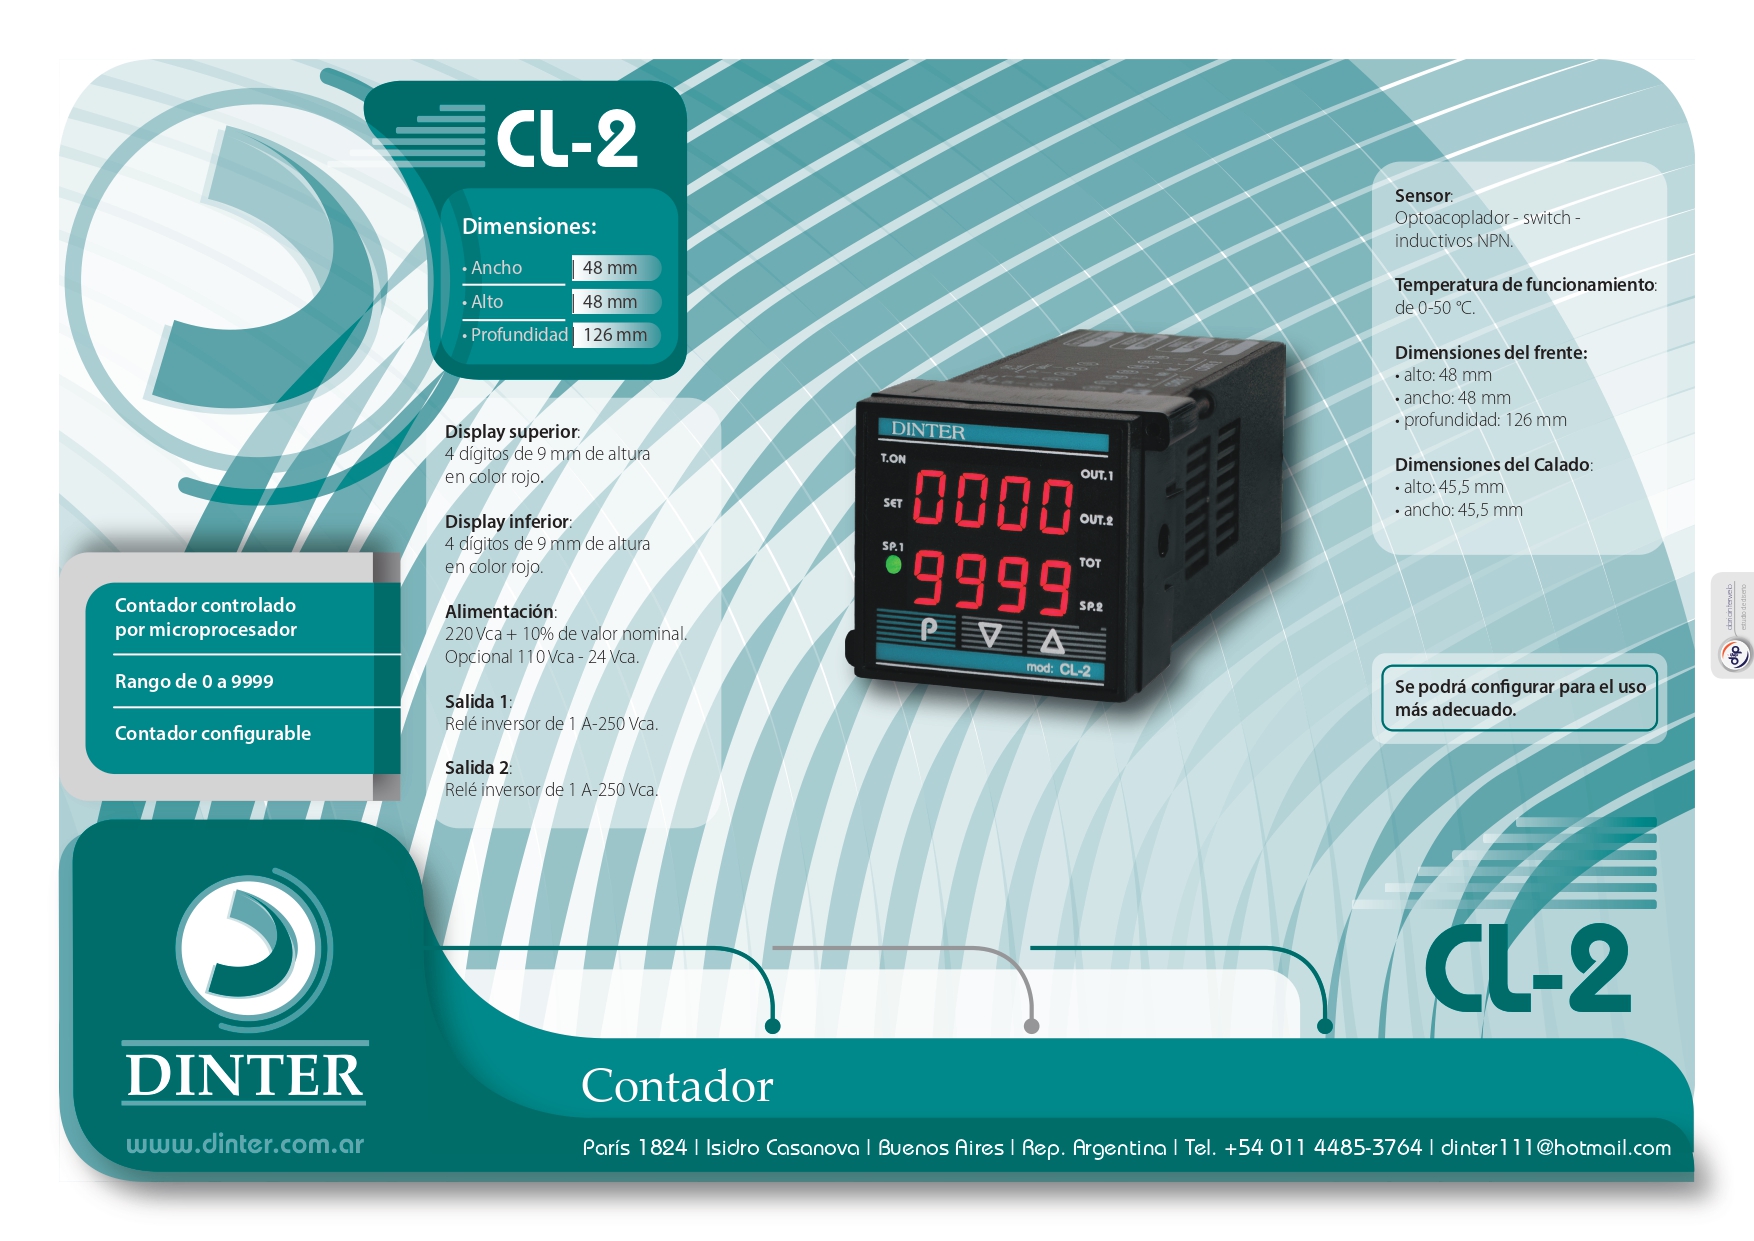 CL-2
Dimensiones:
• Ancho 48 mm
• Alto 48 mm
• Profundidad 126 mm
Display superior:
4 dígitos de 9 mm de altura
en color rojo.
Display inferior:
4 dígitos de 9 mm de altura
en color rojo.
Alimentación:
220 Vca + 10% de valor nominal.
Opcional 110 Vca - 24 Vca.
Salida 1:
Relé inversor de 1 A-250 Vca.
Salida 2:
Relé inversor de 1 A-250 Vca.
Contador controlado
por microprocesador
Rango de 0 a 9999
Contador configurable
DINTER
T.ON
OUT.1
0000
SET
OUT.2
SP.1
TOT
9999
SP.2
P
mod: CL-2
Sensor:
Optoacoplador - switch -
inductivos NPN.
Temperatura de funcionamiento:
de 0-50 °C.
Dimensiones del frente:
• alto: 48 mm
• ancho: 48 mm
• profundidad: 126 mm
Dimensiones del Calado:
• alto: 45,5 mm
• ancho: 45,5 mm
Se podrá configurar para el uso
más adecuado.
CL-2
DINTER
www.dinter.com.ar
Contador
París 1824 | Isidro Casanova | Buenos Aires | Rep. Argentina | Tel. +54 011 4485-3764 | dinter111@hotmail.com